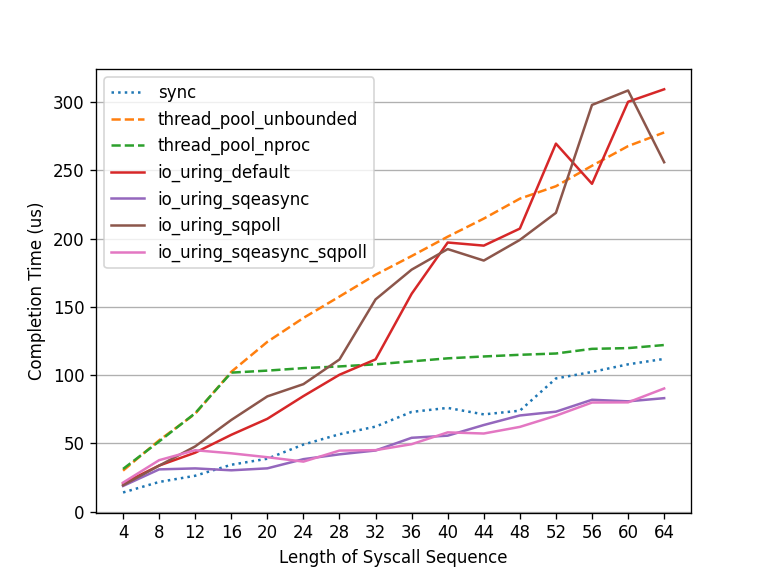 sync
thread_pool_unbounded
thread_pool_nproc
io_uring_default
io_uring_sqeasync
io_uring_sqpoll
io_uring_sqeasync_sqpoll
Completion Time (us)
300
250
200
150
100
50
0
4 8 12 16 20 24 28 32 36 40 44 48 52 56 60 64
Length of Syscall Sequence